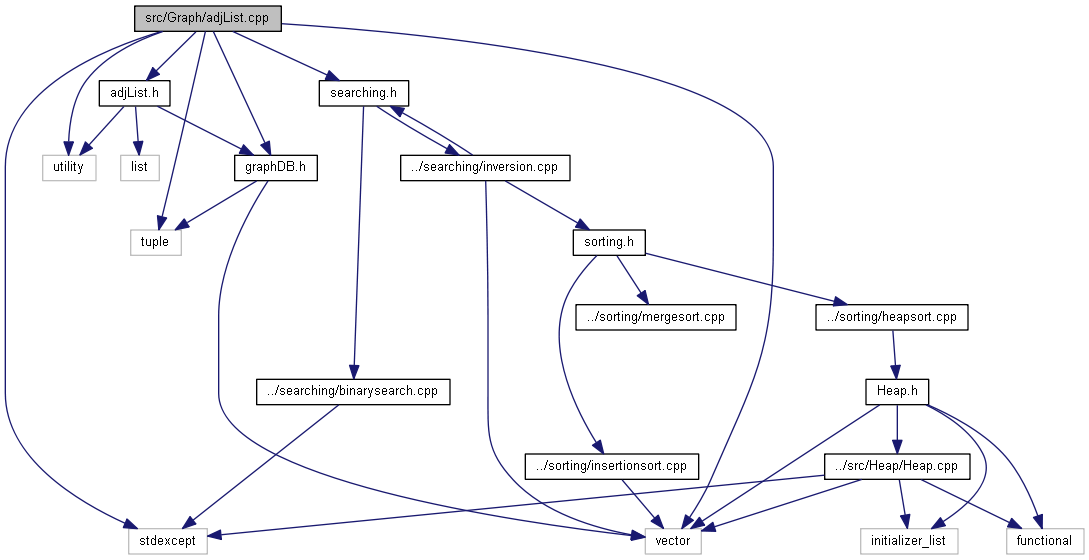 src/Graph/adjList.cpp
adjList.h
searching.h
utility
list
graphDB.h
../searching/inversion.cpp
tuple
sorting.h
../sorting/mergesort.cpp
../sorting/heapsort.cpp
../searching/binarysearch.cpp
Heap.h
../sorting/insertionsort.cpp
../src/Heap/Heap.cpp
stdexcept
vector
initializer_list
functional